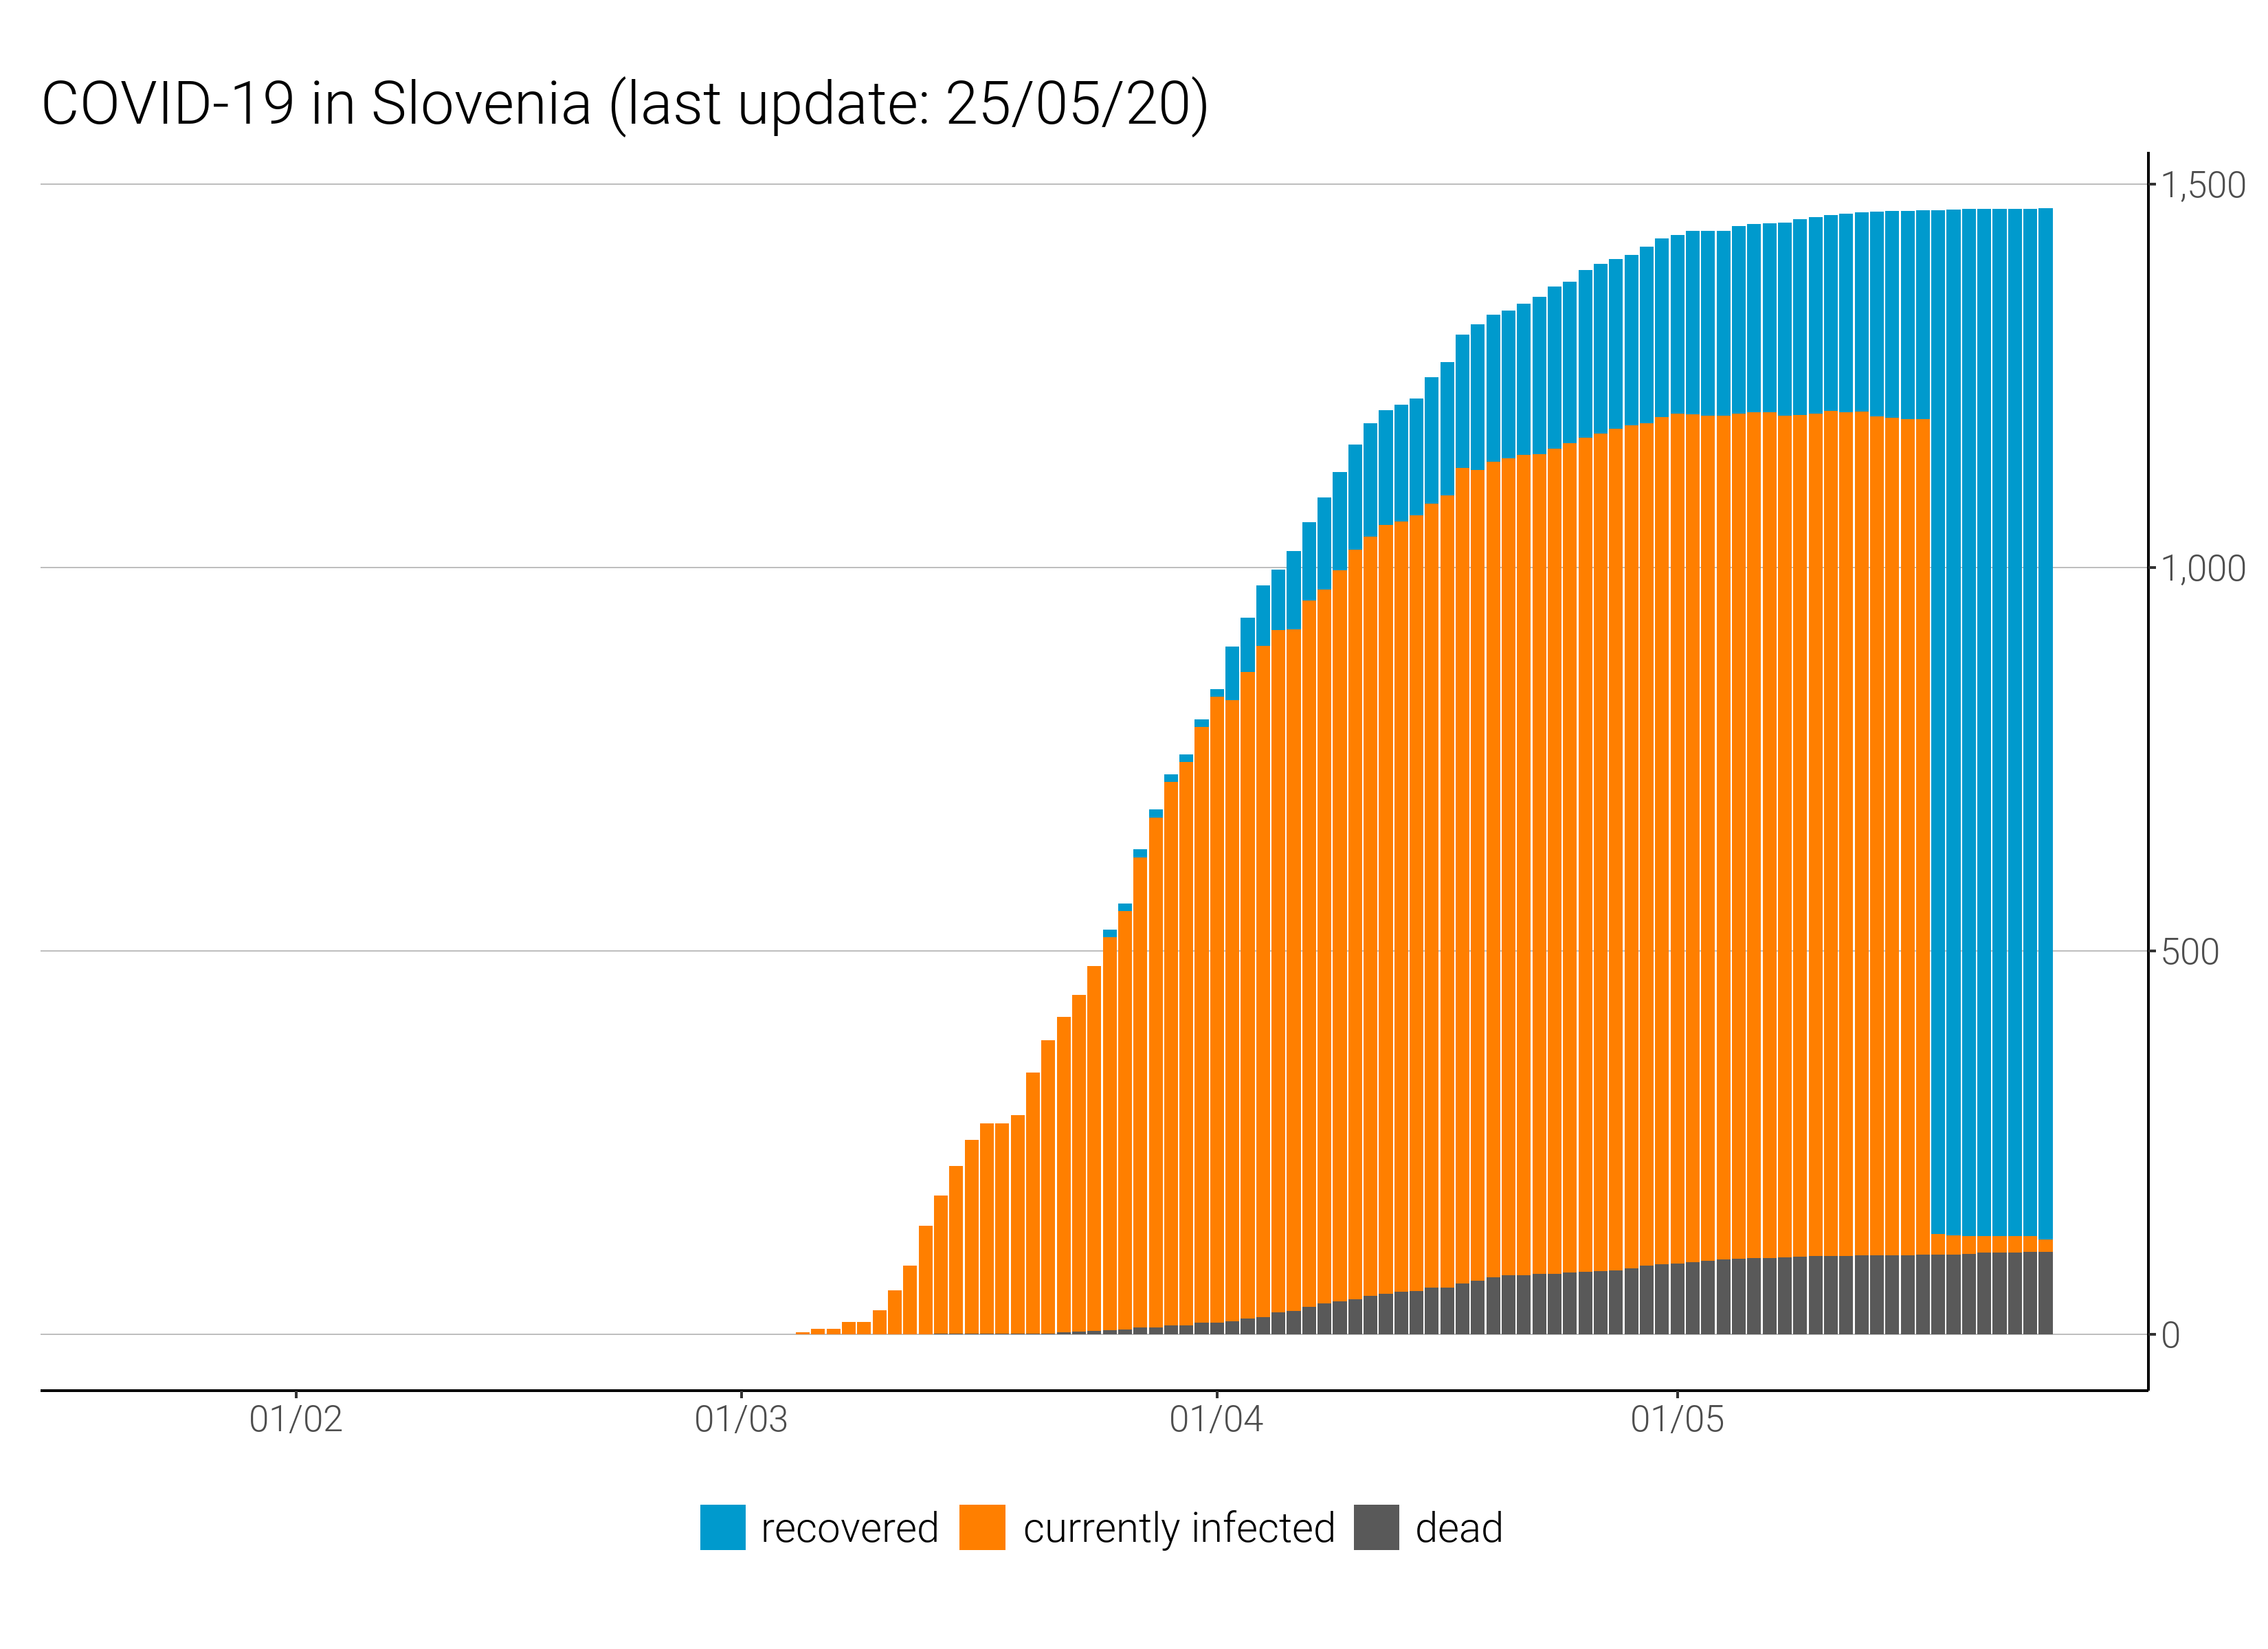 COVID-19 in Slovenia (last update: 25/05/20)
1,500
1,000
500
0
01/02 01/03 01/04 01/05
recovered currently infected dead